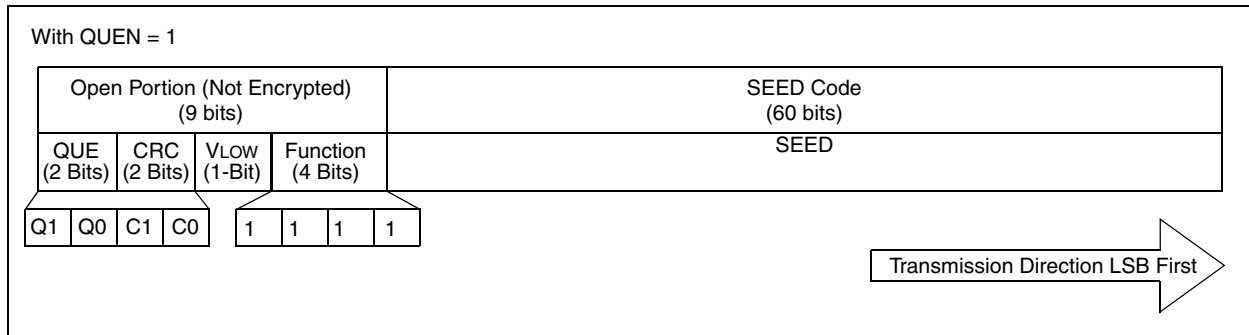 With QUEN = 1
Open Portion (Not Encrypted)
(9 bits)
SEED Code
(60 bits)
QUE
(2 Bits)
CRC
(2 Bits)
VLOW
(1-Bit)
Function
(4 Bits)
SEED
Q1 Q0 C1 C0
1 1 1 1
Transmission Direction LSB First